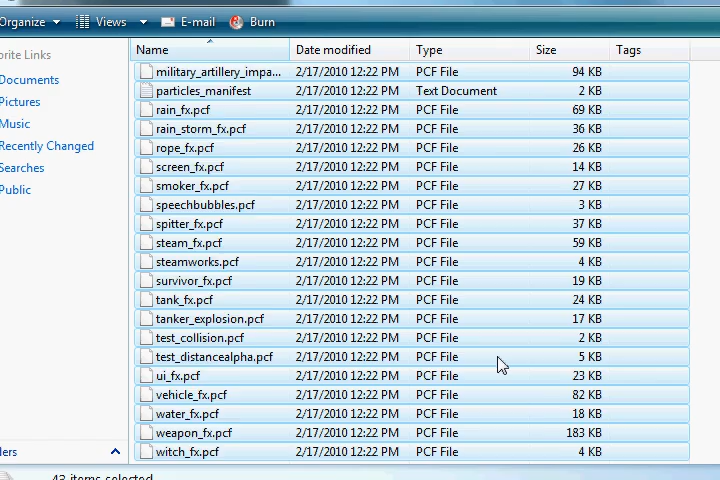 Organize Views E-mail Burn
orite Links Name Date modified Type Size Tags
Documents
Pictures
Music
Recently Changed
Searches
Public
military_artillery_impa... 2/17/2010 12:22 PM PCF File 94 KB
particles_manifest 2/17/2010 12:22 PM Text Document 2 KB
rain_fx.pcf 2/17/2010 12:22 PM PCF File 69 KB
rain_storm_fx.pcf 2/17/2010 12:22 PM PCF File 36 KB
rope_fx.pcf 2/17/2010 12:22 PM PCF File 26 KB
screen_fx.pcf 2/17/2010 12:22 PM PCF File 14 KB
smoker_fx.pcf 2/17/2010 12:22 PM PCF File 27 KB
speechbubbles.pcf 2/17/2010 12:22 PM PCF File 3 KB
spitter_fx.pcf 2/17/2010 12:22 PM PCF File 37 KB
steam_fx.pcf 2/17/2010 12:22 PM PCF File 59 KB
steamworks.pcf 2/17/2010 12:22 PM PCF File 4 KB
survivor_fx.pcf 2/17/2010 12:22 PM PCF File 19 KB
tank_fx.pcf 2/17/2010 12:22 PM PCF File 24 KB
tanker_explosion.pcf 2/17/2010 12:22 PM PCF File 17 KB
test_collision.pcf 2/17/2010 12:22 PM PCF File 2 KB
test_distancealpha.pcf 2/17/2010 12:22 PM PCF File 5 KB
ui_fx.pcf 2/17/2010 12:22 PM PCF File 23 KB
vehicle_fx.pcf 2/17/2010 12:22 PM PCF File 82 KB
water_fx.pcf 2/17/2010 12:22 PM PCF File 18 KB
weapon_fx.pcf 2/17/2010 12:22 PM PCF File 183 KB
witch_fx.pcf 2/17/2010 12:22 PM PCF File 4 KB
ders
43 items selected